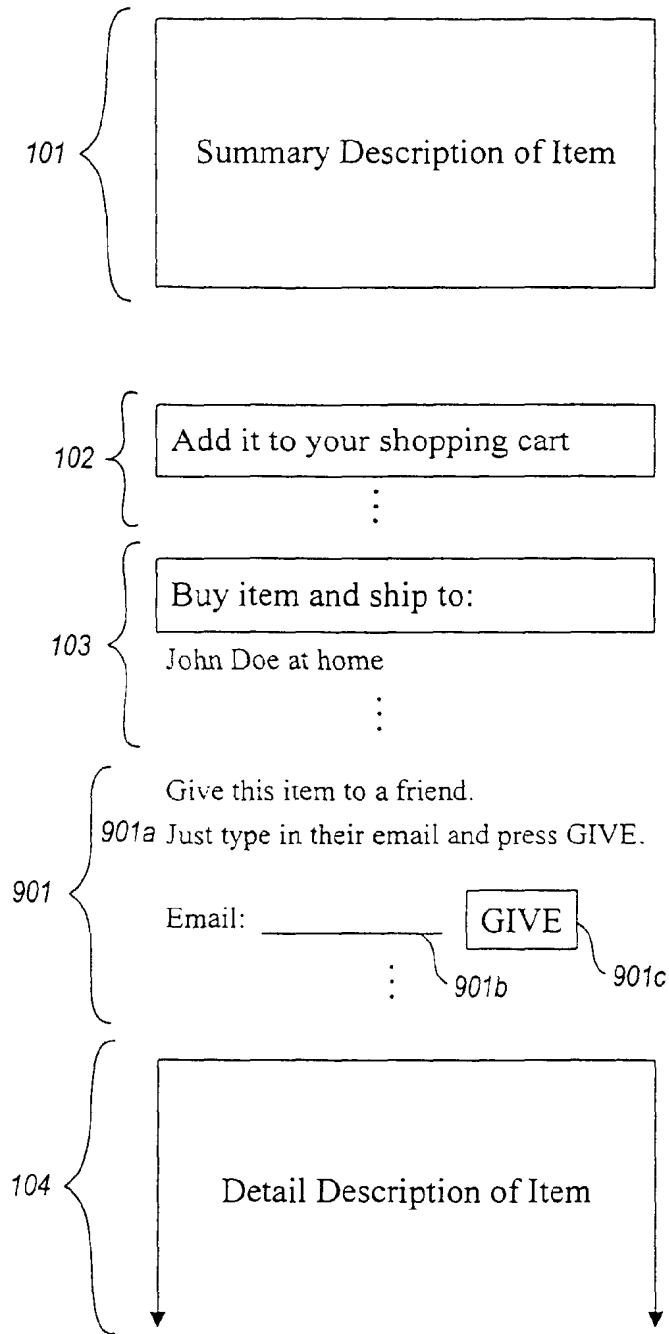 101
Summary Description of Item
102
Add it to your shopping cart
103
Buy item and ship to:
John Doe at home
901
Give this item to a friend.
901a Just type in their email and press GIVE.
Email: GIVE
901b
901c
104
Detail Description of Item